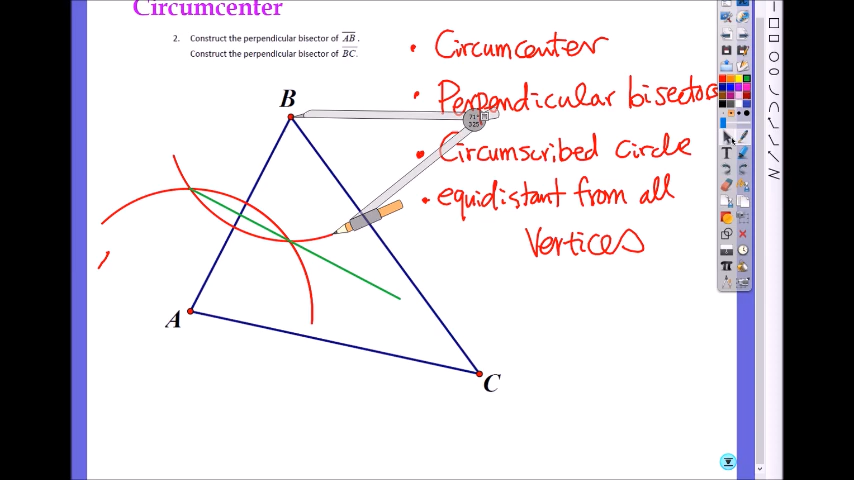 Circumcenter
2. Construct the perpendicular bisector of AB.
Construct the perpendicular bisector of BC.
• Circumcenter
• Perpendicular bisectors
• Circumscribed circle
• equidistant from all
Vertices
B
A
C